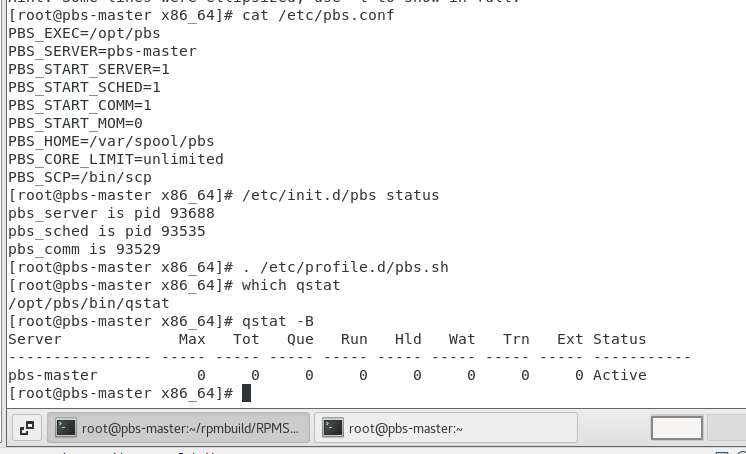 [root@pbs-master x86_64]# cat /etc/pbs.conf
PBS_EXEC=/opt/pbs
PBS_SERVER=pbs-master
PBS_START_SERVER=1
PBS_START_SCHED=1
PBS_START_COMM=1
PBS_START_MOM=0
PBS_HOME=/var/spool/pbs
PBS_CORE_LIMIT=unlimited
PBS_SCP=/bin/scp
[root@pbs-master x86_64]# /etc/init.d/pbs status
pbs_server is pid 93688
pbs_sched is pid 93535
pbs_comm is 93529
[root@pbs-master x86_64]# . /etc/profile.d/pbs.sh
[root@pbs-master x86_64]# which qstat
/opt/pbs/bin/qstat
[root@pbs-master x86_64]# qstat -B
Server             Max   Tot   Que   Run   Hld   Wat   Trn   Ext Status
---------------- ----- ----- ----- ----- ----- ----- ----- ----- -----------
pbs-master           0     0     0     0     0     0     0     0 Active
[root@pbs-master x86_64]#
root@pbs-master:~/rpmbuild/RPMS... root@pbs-master:~